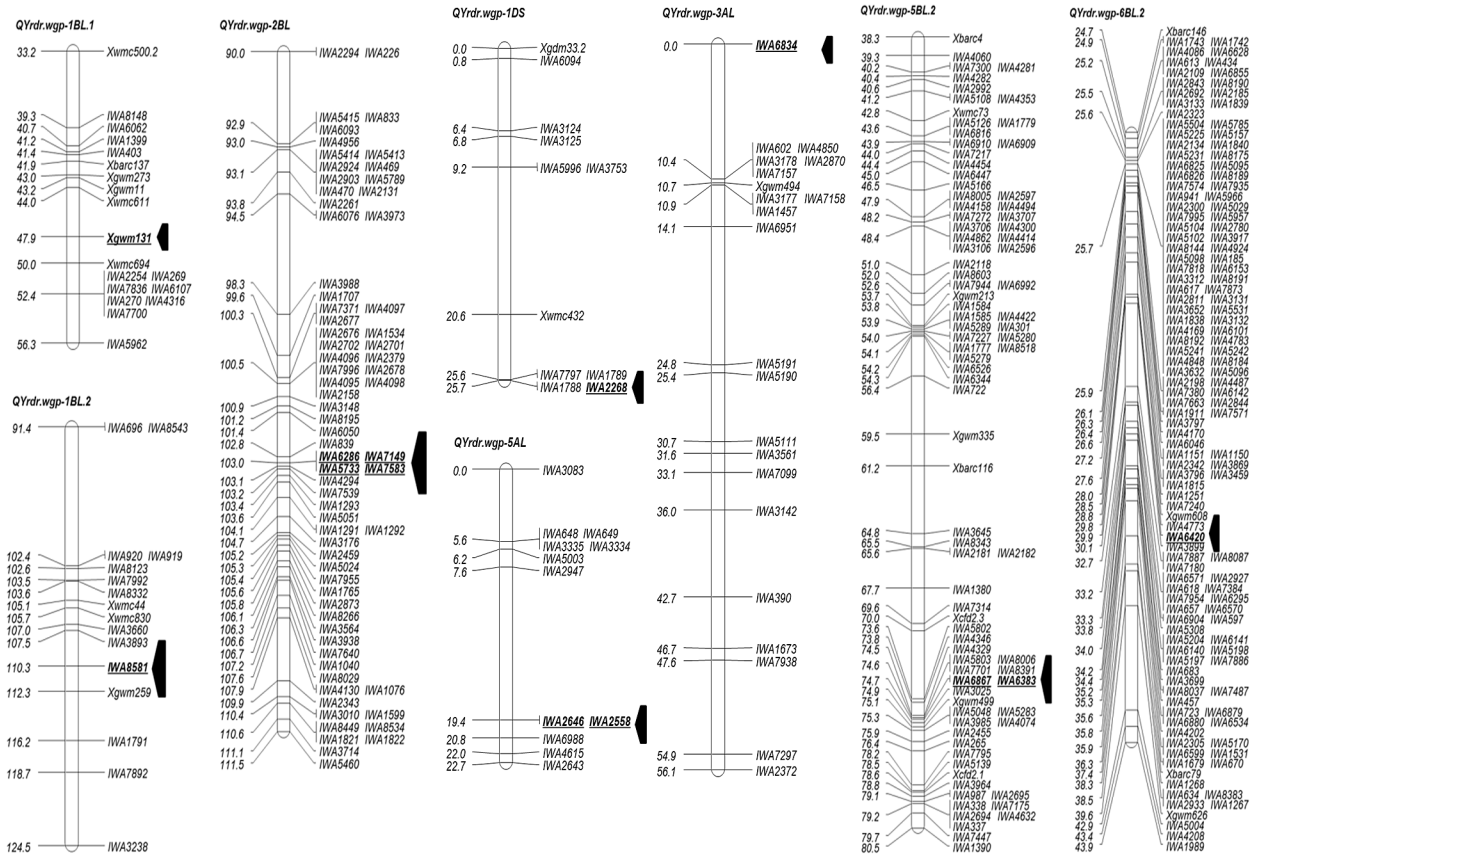 QYrdr.wgp-1BL.1
33.2 Xwmc500.2
39.3 IWA8148
40.7 IWA6062
41.2 IWA1399
41.4 IWA403
41.9 Xbarc137
43.0 Xgwm273
43.2 Xgwm11
44.0 Xwmc611
47.9 Xgwm131
50.0 Xwmc694
IWA2254 IWA269
IWA7836 IWA6107
52.4 IWA270 IWA4316
IWA7700
56.3 IWA5962
QYrdr.wgp-1BL.2
91.4 IWA696 IWA8543
102.4 IWA920 IWA919
102.6 IWA8123
103.5 IWA7992
103.6 IWA8332
105.1 Xwmc44
105.7 Xwmc830
107.0 IWA3660
107.5 IWA3893
110.3 IWA8581
112.3 Xgwm259
116.2 IWA1791
118.7 IWA7892
124.5 IWA3238
QYrdr.wgp-2BL
90.0 IWA2294 IWA226
IWA5415 IWA833
92.9 IWA6093
93.0 IWA4956
IWA5414 IWA5413
93.1 IWA2924 IWA469
IWA2903 IWA5789
IWA470 IWA2131
93.8 IWA2261
94.5 IWA6076 IWA3973
98.3 IWA3988
99.6 IWA1707
100.3 IWA7371 IWA4097
IWA2677
IWA2676 IWA1534
IWA2702 IWA2701
IWA4096 IWA2379
100.5 IWA7996 IWA2678
IWA4095 IWA4098
IWA2158
100.9 IWA3148
101.2 IWA8195
101.4 IWA6050
102.8 IWA839
IWA6286 IWA7149
103.0 IWA5733 IWA7583
103.1 IWA4294
103.2 IWA7539
103.4 IWA1293
103.6 IWA5051
104.1 IWA1291 IWA1292
104.7 IWA3176
105.2 IWA2459
105.3 IWA5024
105.4 IWA7955
105.6 IWA1765
105.8 IWA2873
106.1 IWA8266
106.3 IWA3564
106.6 IWA3938
106.7 IWA7640
107.2 IWA1040
107.6 IWA8029
107.9 IWA4130 IWA1076
109.9 IWA2343
110.4 IWA3010 IWA1599
IWA8449 IWA8534
110.6 IWA1821 IWA1822
111.1 IWA3714
111.5 IWA5460
QYrdr.wgp-1DS
0.0 Xgdm33.2
0.8 IWA6094
6.4 IWA3124
6.8 IWA3125
9.2 IWA5996 IWA3753
20.6 Xwmc432
25.6 IWA7797 IWA1789
25.7 IWA1788 IWA2268
QYrdr.wgp-5AL
0.0 IWA3083
IWA648 IWA649
5.6 IWA3335 IWA3334
6.2 IWA5003
7.6 IWA2947
19.4 IWA2646 IWA2558
20.8 IWA6988
22.0 IWA4615
22.7 IWA2643
QYrdr.wgp-3AL
0.0 IWA6834
IWA602 IWA4850
10.4 IWA3178 IWA2870
IWA7157
10.7 Xgwm494
10.9 IWA3177 IWA7158
IWA1457
14.1 IWA6951
24.8 IWA5191
25.4 IWA5190
30.7 IWA5111
31.6 IWA3561
33.1 IWA7099
36.0 IWA3142
42.7 IWA390
46.7 IWA1673
47.6 IWA7938
54.9 IWA7297
56.1 IWA2372
QYrdr.wgp-5BL.2
38.3 Xbarc4
39.3 IWA4060
40.2 IWA7300 IWA4281
40.4 IWA4282
40.6 IWA2992
41.2 IWA5108 IWA4353
42.8 Xwmc73
43.6 IWA5126 IWA1779
IWA6816
43.9 IWA6910 IWA6909
44.0 IWA7217
44.4 IWA4454
45.0 IWA6447
46.5 IWA5166
47.9 IWA8005 IWA2597
IWA4158 IWA4494
48.2 IWA7272 IWA3707
IWA3706 IWA4300
48.4 IWA4862 IWA4414
IWA3106 IWA2596
51.0 IWA2118
52.0 IWA8603
52.6 IWA7944 IWA6992
53.7 Xgwm213
53.8 IWA1584
53.9 IWA1585 IWA4422
IWA5289 IWA301
54.0 IWA7227 IWA5280
54.1 IWA1777 IWA8518
IWA5279
54.2 IWA6526
54.3 IWA6344
56.4 IWA722
59.5 Xgwm335
61.2 Xbarc116
64.8 IWA3645
65.5 IWA8343
65.6 IWA2181 IWA2182
67.7 IWA1380
69.6 IWA7314
70.0 Xcfd2.3
73.6 IWA5802
73.8 IWA4346
74.5 IWA4329
74.6 IWA5803 IWA8006
IWA7701 IWA8391
74.7 IWA6867 IWA6383
74.9 IWA3025
75.1 Xgwm499
75.3 IWA5048 IWA5283
IWA3985 IWA4074
75.9 IWA2455
76.4 IWA265
78.2 IWA7795
78.5 IWA5139
78.6 Xcfd2.1
78.8 IWA3964
79.1 IWA987 IWA2695
IWA338 IWA7175
79.2 IWA2694 IWA4632
IWA337
79.7 IWA7447
80.5 IWA1390
QYrdr.wgp-6BL.2
24.7 Xbarc146
24.9 IWA1743 IWA1742
IWA4086 IWA6628
25.2 IWA613 IWA434
IWA2109 IWA6855
IWA2843 IWA8190
25.5 IWA2692 IWA2185
IWA3133 IWA1839
25.6 IWA2323
IWA5504 IWA5785
IWA5225 IWA5157
IWA2134 IWA1840
IWA5231 IWA8175
IWA6825 IWA5095
IWA6826 IWA8189
IWA7574 IWA7935
IWA941 IWA5966
IWA2300 IWA5029
IWA7995 IWA5957
IWA5104 IWA2780
IWA5102 IWA3917
25.7 IWA8144 IWA4924
IWA5098 IWA185
IWA7818 IWA6153
IWA3312 IWA8191
IWA617 IWA7873
IWA2811 IWA3131
IWA3652 IWA5531
IWA1838 IWA3132
IWA4169 IWA6101
IWA8192 IWA4783
IWA5241 IWA5242
IWA4848 IWA8184
IWA3632 IWA5096
IWA2198 IWA4487
25.9 IWA7380 IWA6142
IWA7663 IWA2844
26.1 IWA1911 IWA7571
26.3 IWA3797
26.4 IWA4170
26.6 IWA6046
27.2 IWA1151 IWA1150
IWA2342 IWA3869
27.6 IWA3796 IWA3459
IWA1815
28.0 IWA1251
28.5 IWA7240
28.8 Xgwm608
29.8 IWA4773
29.9 IWA6420
30.1 IWA3899
32.7 IWA7887 IWA8087
IWA7180
IWA6571 IWA2927
33.2 IWA618 IWA7384
IWA7954 IWA6295
IWA657 IWA6570
33.3 IWA6904 IWA597
33.8 IWA5308
IWA5204 IWA6141
34.0 IWA6140 IWA5198
IWA5197 IWA7886
34.2 IWA683
34.4 IWA3699
35.2 IWA8037 IWA7487
35.3 IWA457
35.6 IWA723 IWA6879
IWA6880 IWA6534
35.8 IWA4202
35.9 IWA2305 IWA5170
IWA6599 IWA1531
36.3 IWA1679 IWA670
37.4 Xbarc79
38.3 IWA1268
38.5 IWA634 IWA8383
IWA2933 IWA1267
39.6 Xgwm626
42.9 IWA5004
43.4 IWA4208
43.9 IWA1989